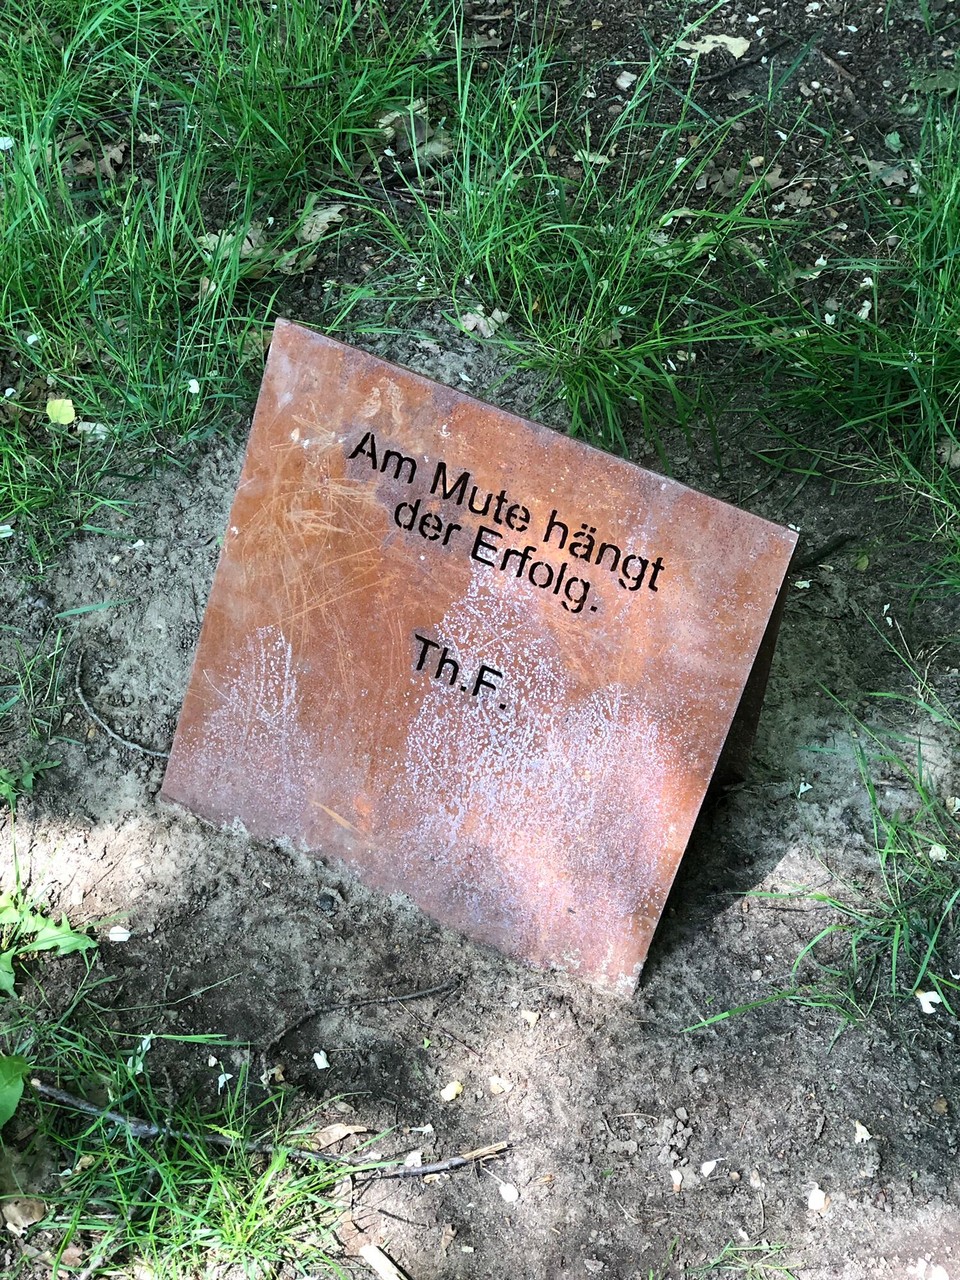 Am Mute hängt
der Erfolg.
Th.F.